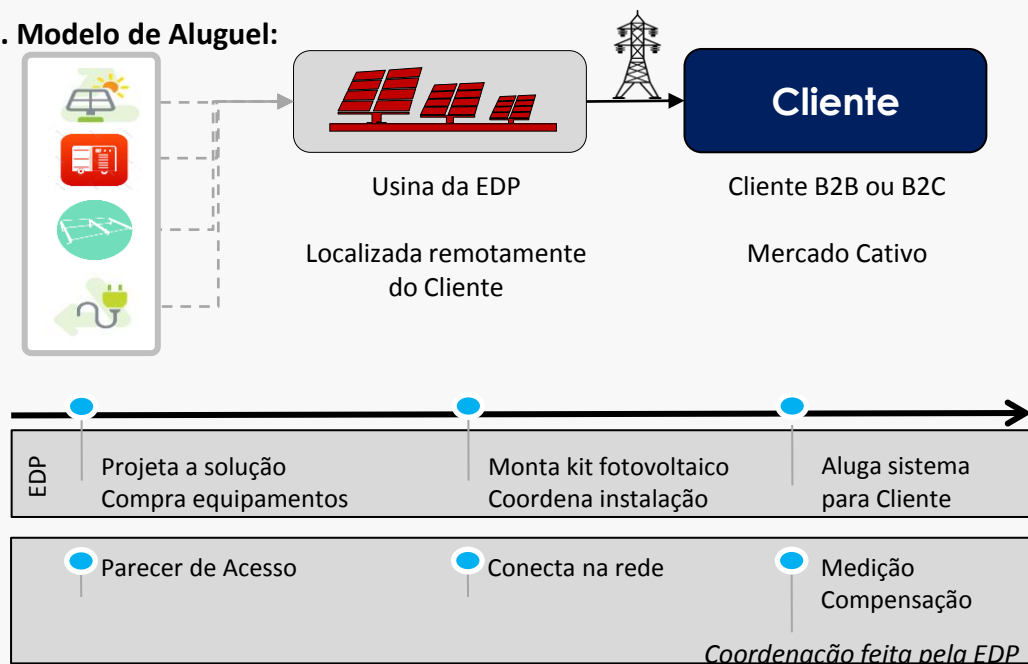 . Modelo de Aluguel:
Cliente
Usina da EDP
Localizada remotamente
do Cliente
Cliente B2B ou B2C
Mercado Cativo
EDP
Projeta a solução
Compra equipamentos
Monta kit fotovoltaico
Coordena instalação
Aluga sistema
para Cliente
Parecer de Acesso
Conecta na rede
Medição
Compensação
Coordenação feita pela EDP